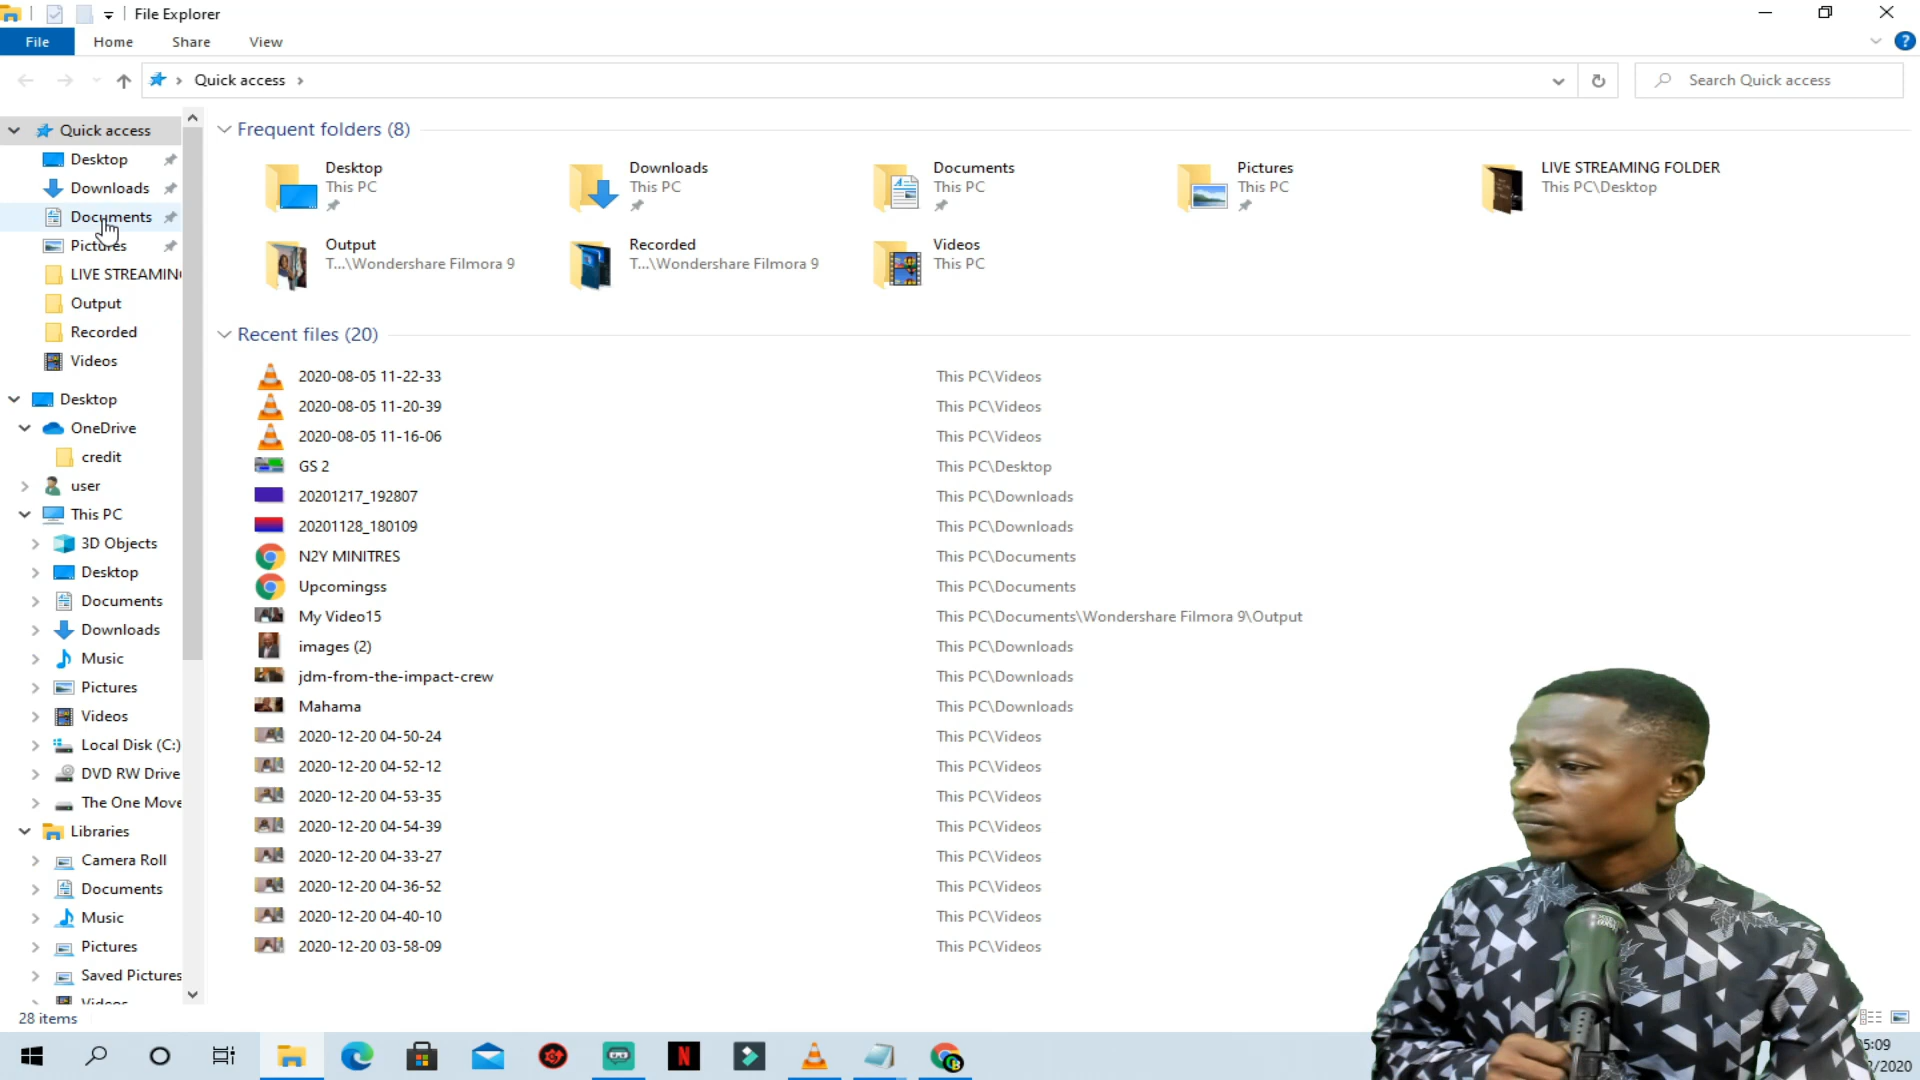 File Explorer
File Home Share View
Quick access
Search Quick access
Quick access
Desktop
Downloads
Documents
Pictures
LIVE STREAMIN
Output
Recorded
Videos
Desktop
OneDrive
credit
user
This PC
3D Objects
Desktop
Documents
Downloads
Music
Pictures
Videos
Local Disk (C:)
DVD RW Drive
The One Move
Libraries
Camera Roll
Documents
Music
Pictures
Saved Pictures
Videos
28 items
Frequent folders (8)
Desktop
This PC
Downloads
This PC
Documents
This PC
Pictures
This PC
LIVE STREAMING FOLDER
This PC\Desktop
Output
T...\Wondershare Filmora 9
Recorded
T...\Wondershare Filmora 9
Videos
This PC
Recent files (20)
2020-08-05 11-22-33 This PC\Videos
2020-08-05 11-20-39 This PC\Videos
2020-08-05 11-16-06 This PC\Videos
GS 2 This PC\Desktop
20201217_192807 This PC\Downloads
20201128_180109 This PC\Downloads
N2Y MINITRES This PC\Documents
Upcomingss This PC\Documents
My Video15 This PC\Documents\Wondershare Filmora 9\Output
images (2) This PC\Downloads
jdm-from-the-impact-crew This PC\Downloads
Mahama This PC\Downloads
2020-12-20 04-50-24 This PC\Videos
2020-12-20 04-52-12 This PC\Videos
2020-12-20 04-53-35 This PC\Videos
2020-12-20 04-54-39 This PC\Videos
2020-12-20 04-33-27 This PC\Videos
2020-12-20 04-36-52 This PC\Videos
2020-12-20 04-40-10 This PC\Videos
2020-12-20 03-58-09 This PC\Videos
5:09
/2020